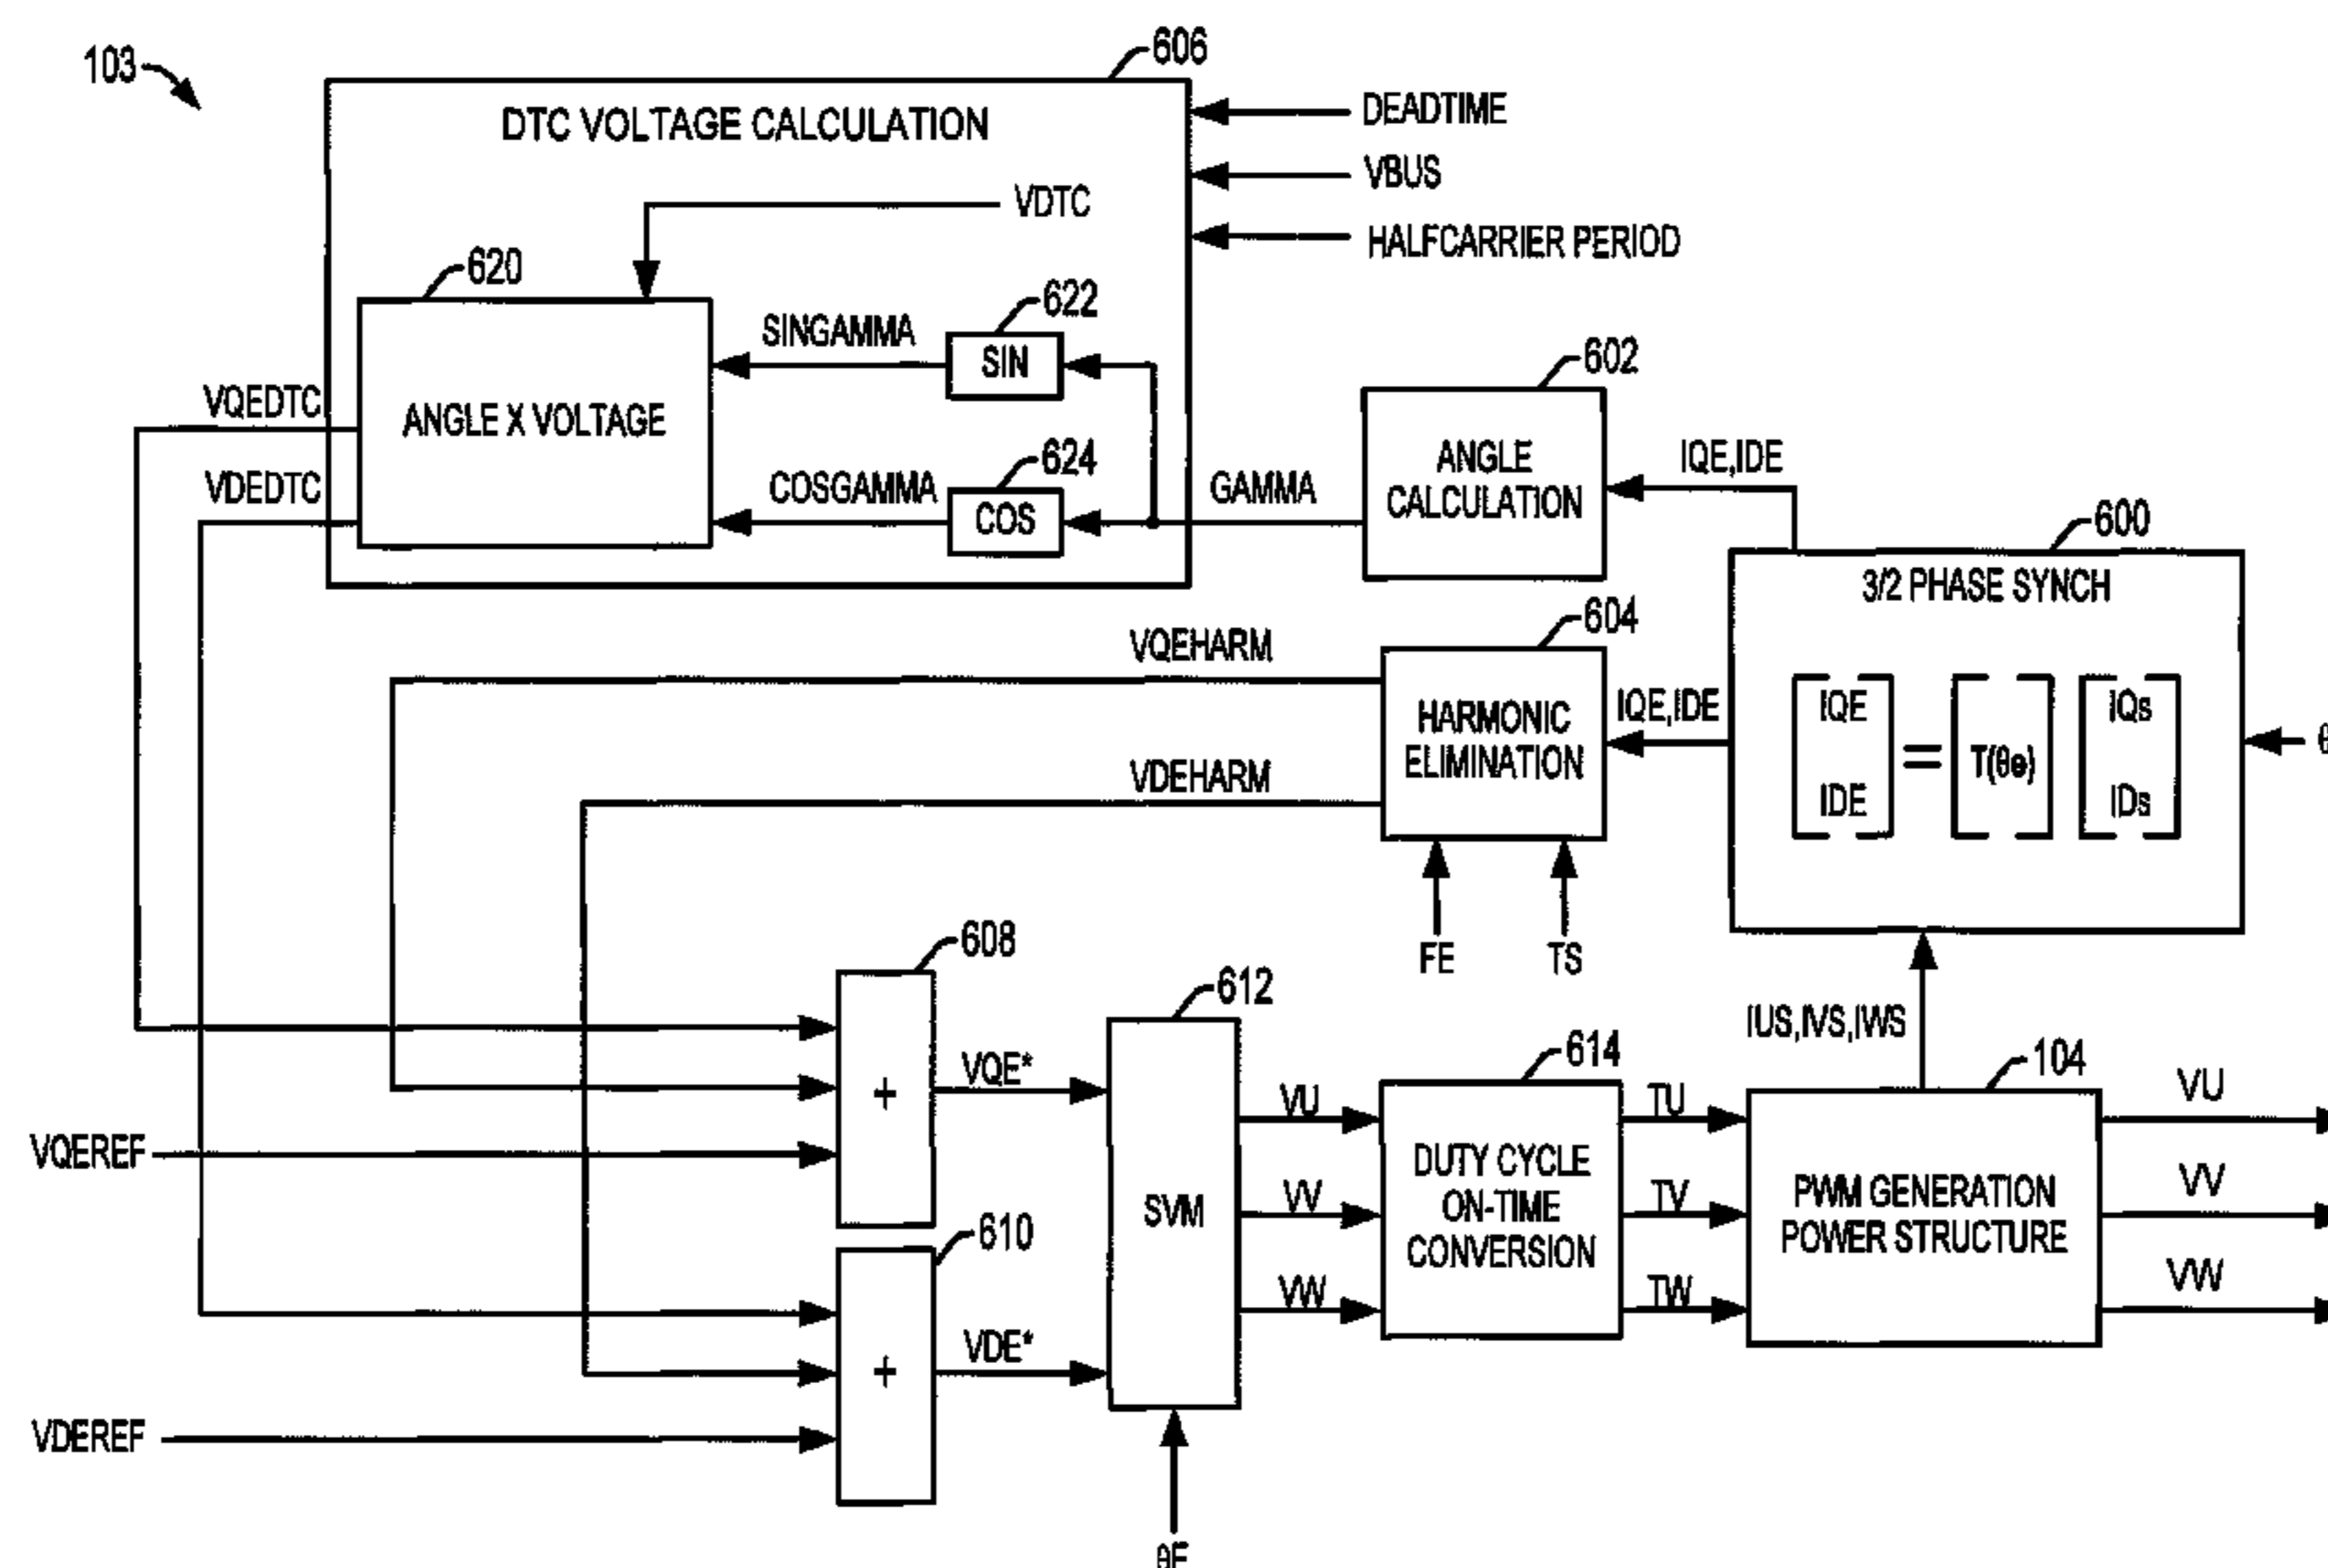 103
606
DTC VOLTAGE CALCULATION
DEADTIME
VBUS
VDTC
HALFCARRIER PERIOD
620
622
SINGAMMA
SIN
602
VQEDTC
ANGLE X VOLTAGE
ANGLE
CALCULATION
IQE,IDE
624
VDEDTC
COSGAMMA
COS
GAMMA
600
3/2 PHASE SYNCH
604
VQEHARM
HARMONIC
ELIMINATION
IQE,IDE
IQE
IDE
=
T(θe)
IQs
IDs
VDEHARM
FE
TS
608
612
IUS,IVS,IWS
614
104
VQE*
+
VU
TU
VU
VQEREF
SVM
VV
DUTY CYCLE
ON-TIME
CONVERSION
TV
PWM GENERATION
POWER STRUCTURE
VV
610
VW
TW
VW
VDE*
+
VDEREF